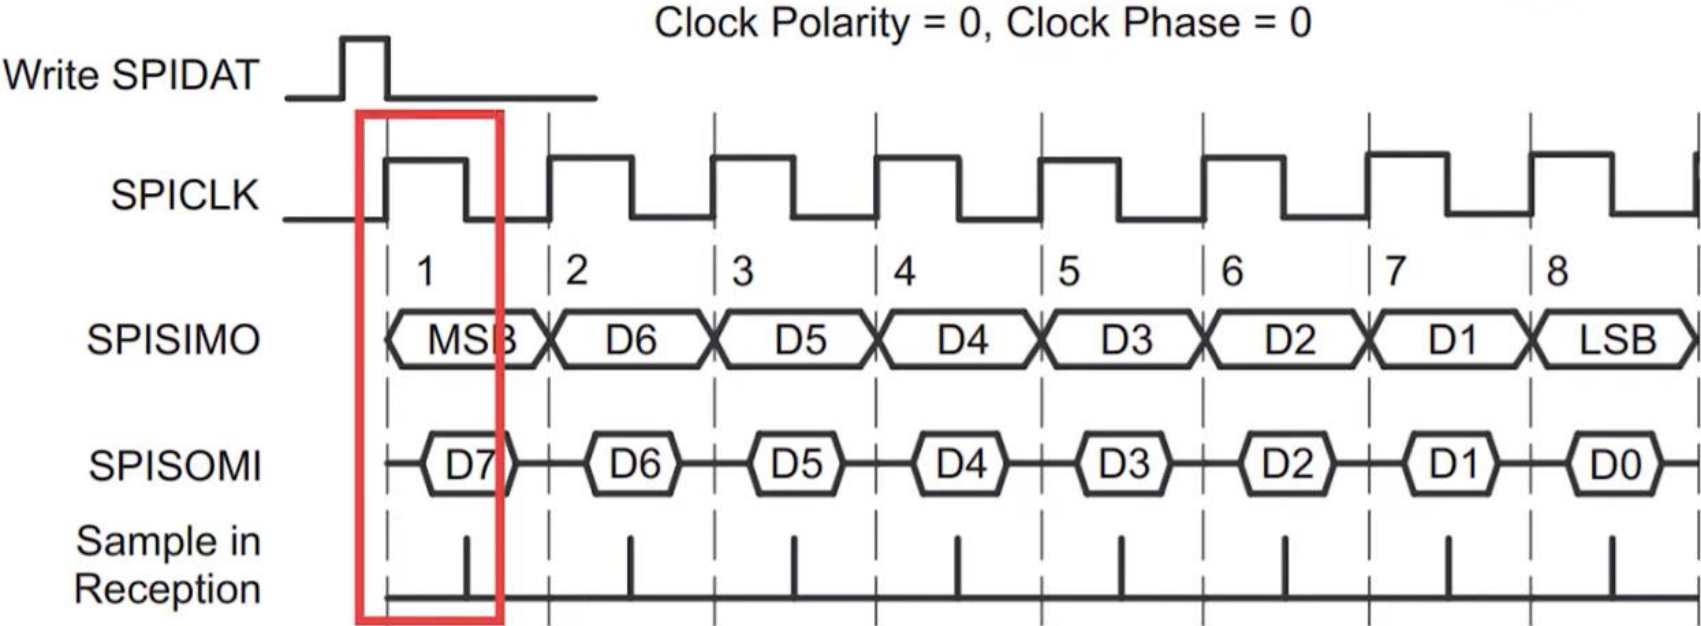 Clock Polarity = 0, Clock Phase = 0
Write SPIDAT
SPICLK
1 2 3 4 5 6 7 8
SPISIMO MSB D6 D5 D4 D3 D2 D1 LSB
SPISOMI D7 D6 D5 D4 D3 D2 D1 D0
Sample in
Reception